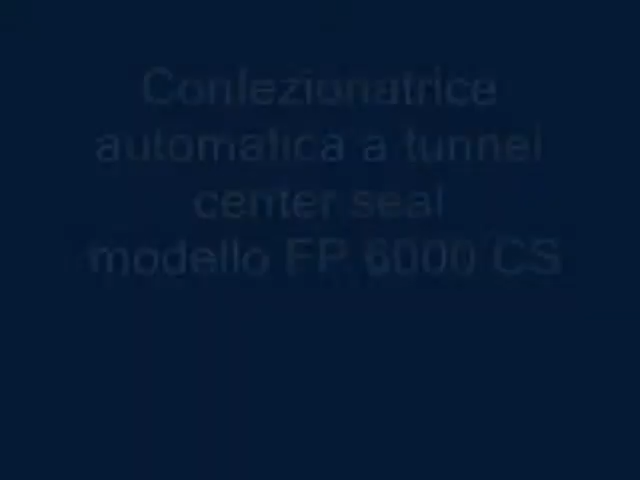 Confezionatrice
automatica a tunnel
center seal
modello FP 6000 CS